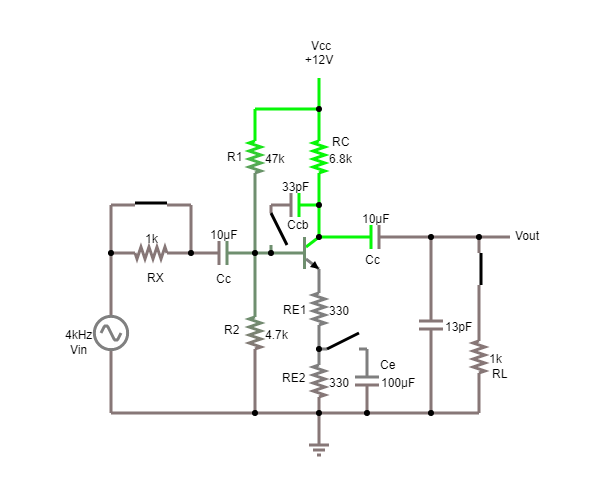 Vcc
+12V
RC
R1
47k
6.8k
33pF
Ccb
10µF
10µF
Vout
1k
RX
Cc
Cc
RE1
330
R2
4.7k
4kHz
Vin
13pF
1k
RL
RE2
330
Ce
100µF